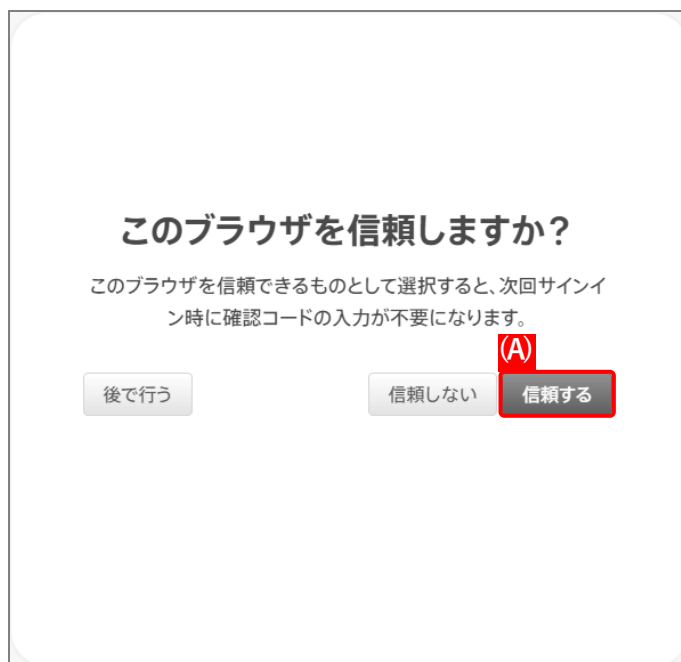 このブラウザを信頼しますか？
このブラウザを信頼できるものとして選択すると、次回サインイ
ン時に確認コードの入力が不要になります。
(A)
後で行う 信頼しない 信頼する